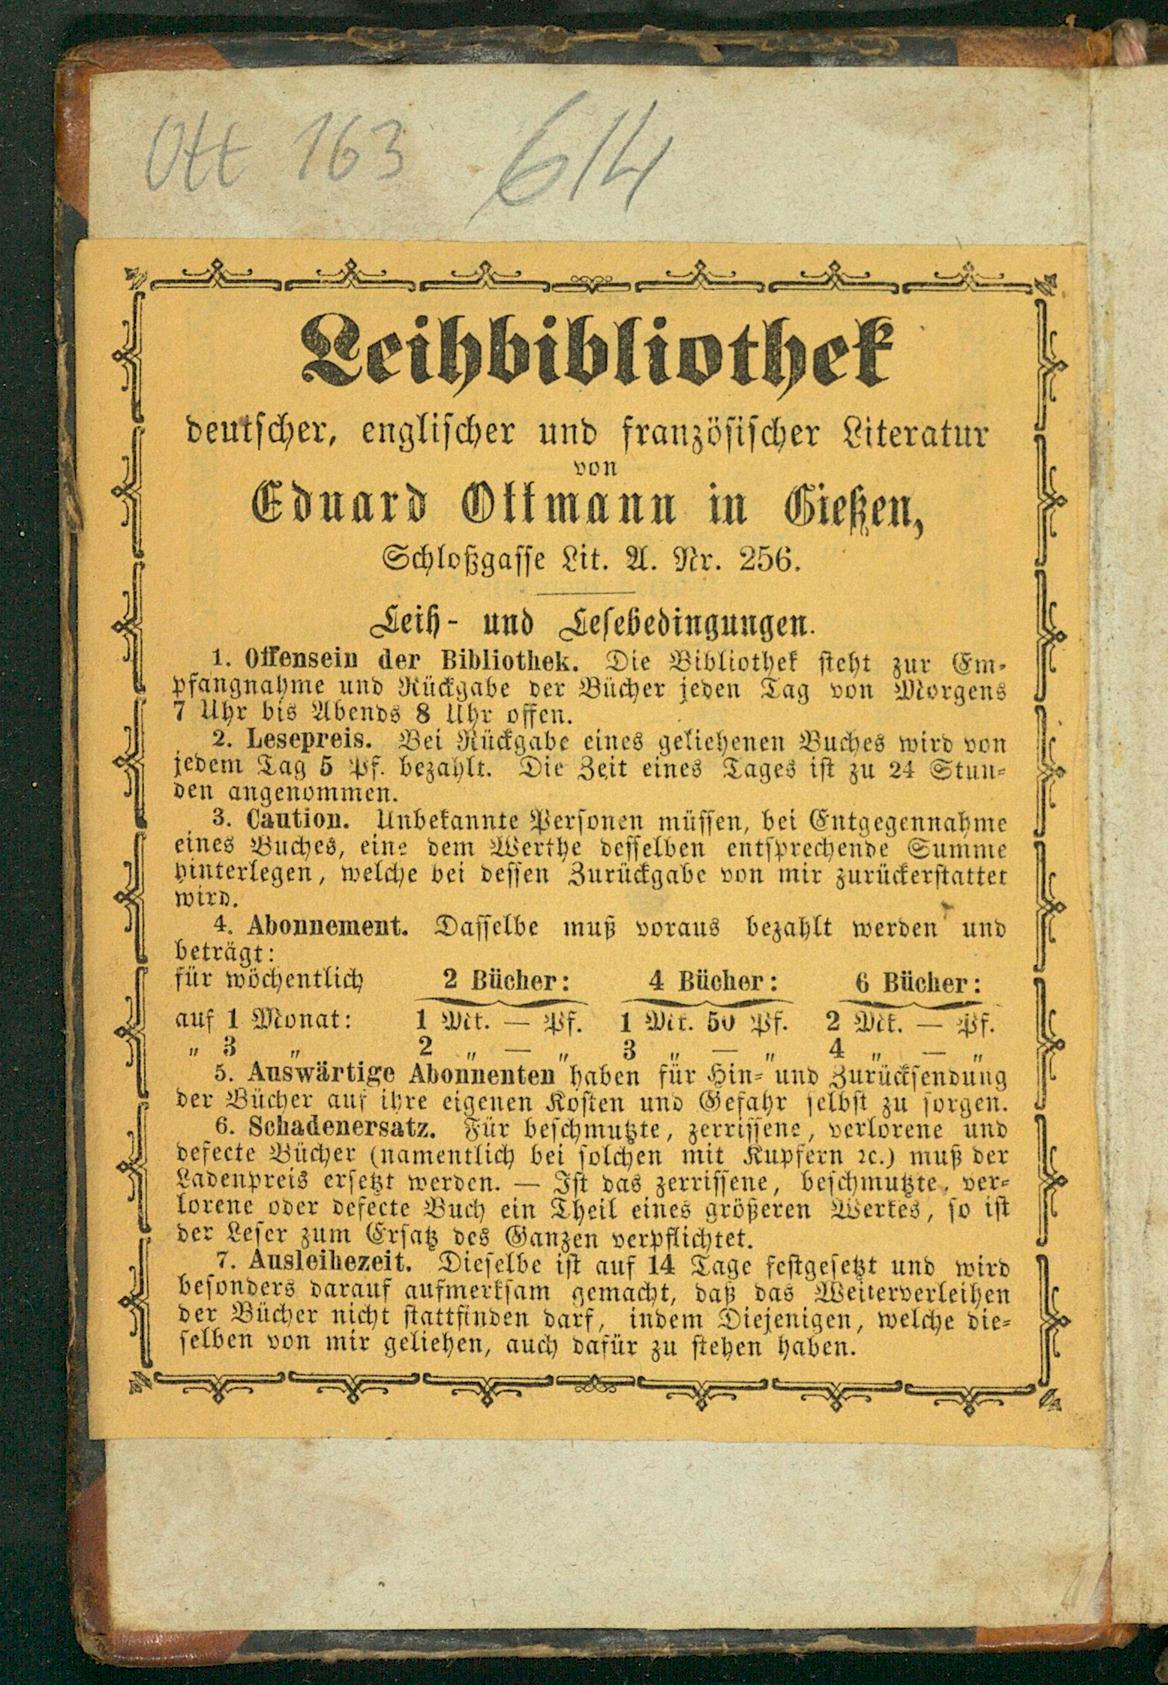 Ott 163 614
Leihbibliothek
deutscher, englischer und französischer Literatur
von
Eduard Ottmann in Gießen,
Schloßgasse Lit. A. Nr. 256.
Leih- und Lesebedingungen.
1. Offensein der Bibliothek. Die Bibliothek steht zur Em-
pfangnahme und Rückgabe der Bücher jeden Tag von Morgens
7 Uhr bis Abends 8 Uhr offen.
2. Lesepreis. Bei Rückgabe eines geliehenen Buches wird von
jedem Tag 5 Pf. bezahlt. Die Zeit eines Tages ist zu 24 Stun-
den angenommen.
3. Caution. Unbekannte Personen müssen, bei Entgegennahme
eines Buches, eine dem Werthe desselben entsprechende Summe
hinterlegen, welche bei dessen Zurückgabe von mir zurückerstattet
wird.
4. Abonnement. Dasselbe muß voraus bezahlt werden und
beträgt:
für wöchentlich 2 Bücher: 4 Bücher: 6 Bücher:
auf 1 Monat: 1 Mk. — Pf. 1 Mk. 50 Pf. 2 Mk. — Pf.
„ 3 „ 2 „ — „ 3 „ — „ 4 „ — „
5. Auswärtige Abonnenten haben für Hin- und Zurücksendung
der Bücher auf ihre eigenen Kosten und Gefahr selbst zu sorgen.
6. Schadenersatz. Für beschmutzte, zerrissene, verlorene und
defecte Bücher (namentlich bei solchen mit Kupfern ꝛc.) muß der
Ladenpreis ersetzt werden. — Ist das zerrissene, beschmutzte, ver-
lorene oder defecte Buch ein Theil eines größeren Werkes, so ist
der Leser zum Ersatz des Ganzen verpflichtet.
7. Ausleihezeit. Dieselbe ist auf 14 Tage festgesetzt und wird
besonders darauf aufmerksam gemacht, daß das Weiterverleihen
der Bücher nicht stattfinden darf, indem Diejenigen, welche die-
selben von mir geliehen, auch dafür zu stehen haben.